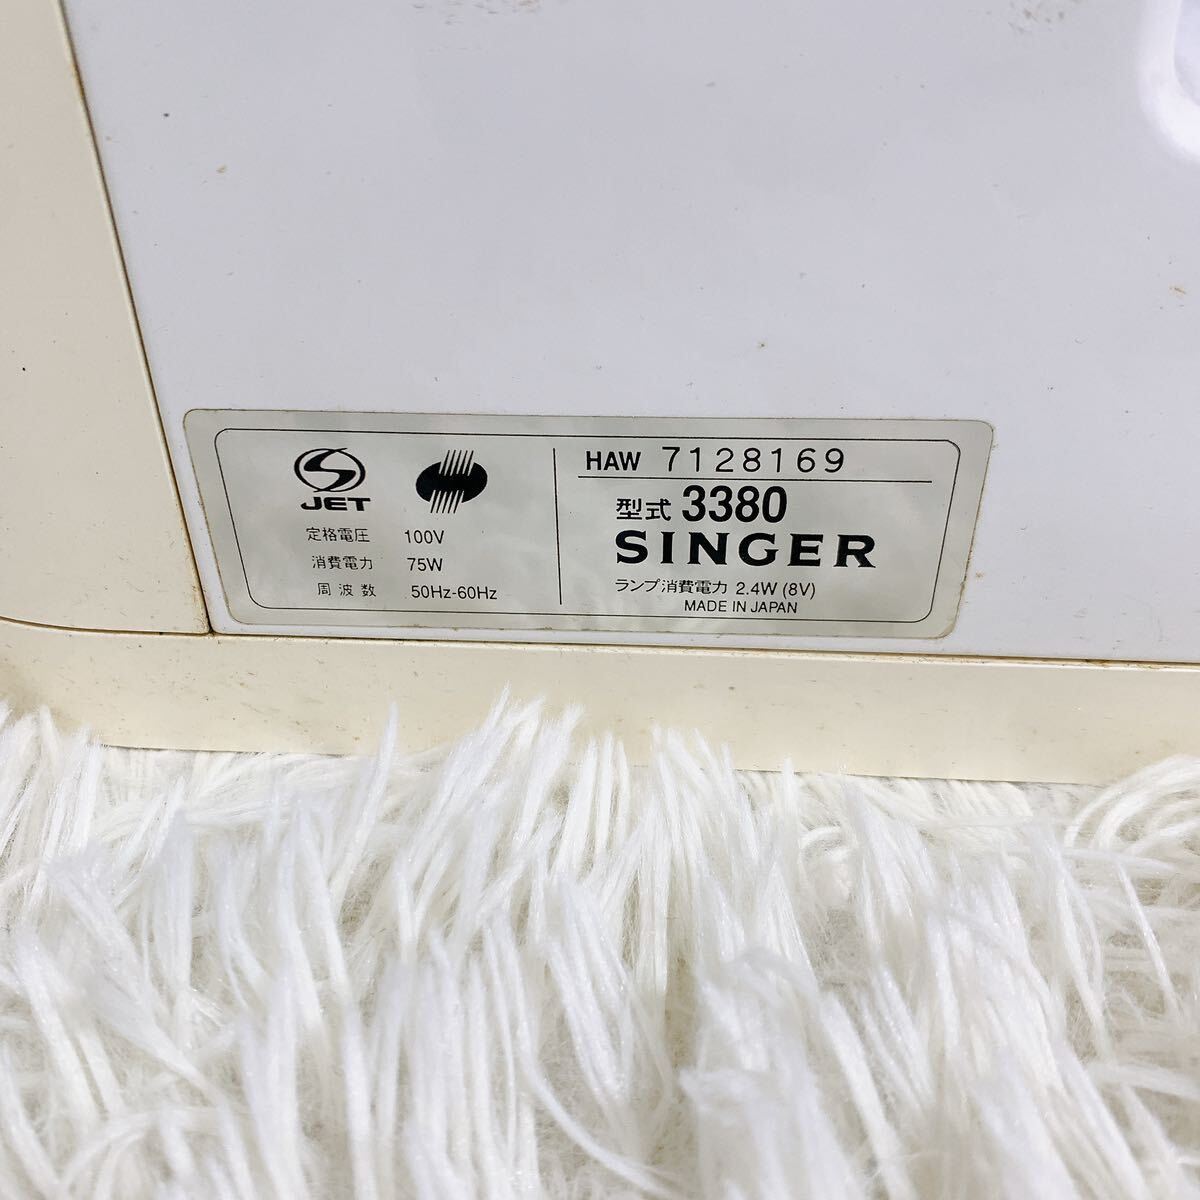 JET
定格電圧 100V
消費電力 75W
周波数 50Hz-60Hz
HAW 7128169
型式 3380
SINGER
ランプ消費電力 2.4W (8V)
MADE IN JAPAN